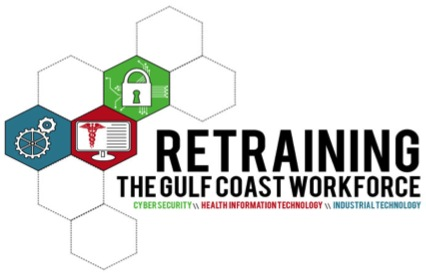 RETRAINING
THE GULF COAST WORKFORCE
CYBER SECURITY \\ HEALTH INFORMATION TECHNOLOGY \\ INDUSTRIAL TECHNOLOGY